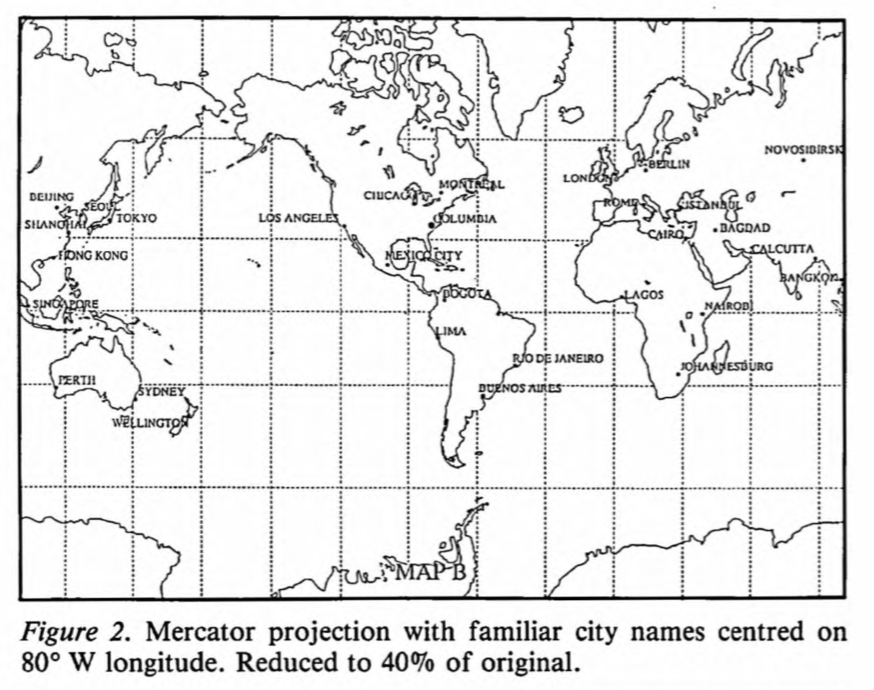 NOVOSIBIRSK
BERLIN
LONDON
MONTREAL
CHICAGO
BEIJING
SEOUL
ROME
ISTANBUL
SHANGHAI
TOKYO
LOS ANGELES
COLUMBIA
CAIRO
BAGDAD
HONG KONG
MEXICO CITY
CALCUTTA
BANGKOK
SINGAPORE
BOGOTA
LAGOS
NAIROBI
LIMA
RIO DE JANEIRO
JOHANNESBURG
PERTH
SYDNEY
BUENOS AIRES
WELLINGTON
MAP B
Figure 2. Mercator projection with familiar city names centred on
80° W longitude. Reduced to 40% of original.